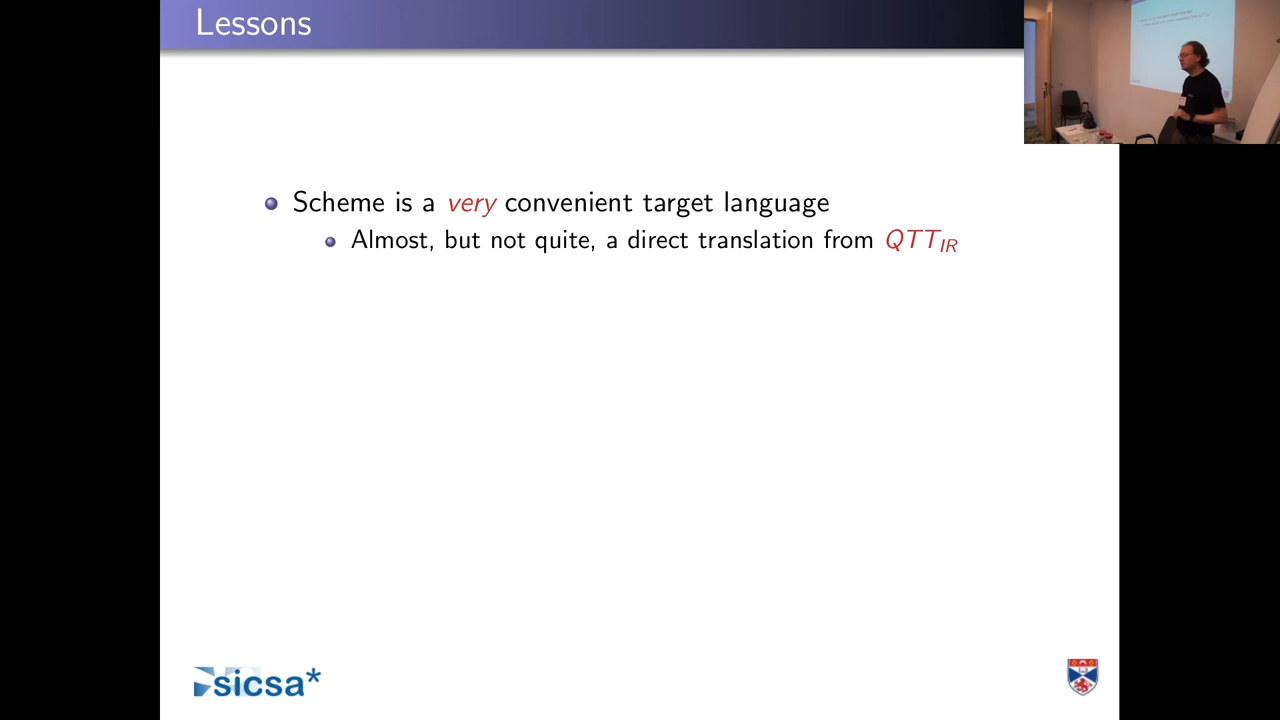 Lessons
Scheme is a very convenient target language
Almost, but not quite, a direct translation from QTT_IR
sicsa*